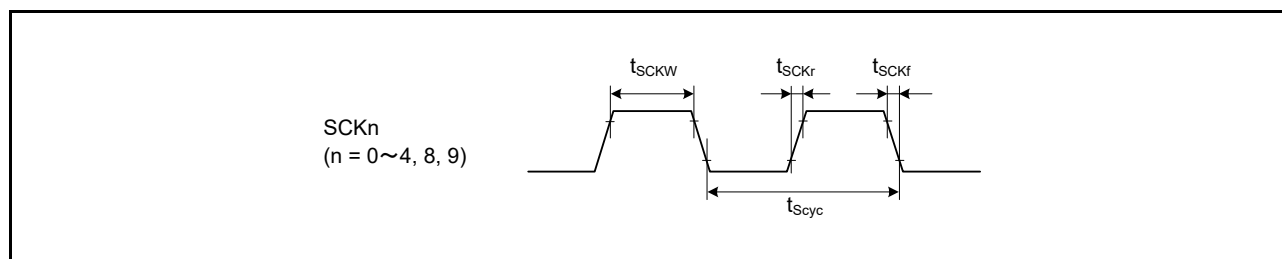 tSCKW tSCKr tSCKf
SCKn
(n = 0～4, 8, 9)
tScyc